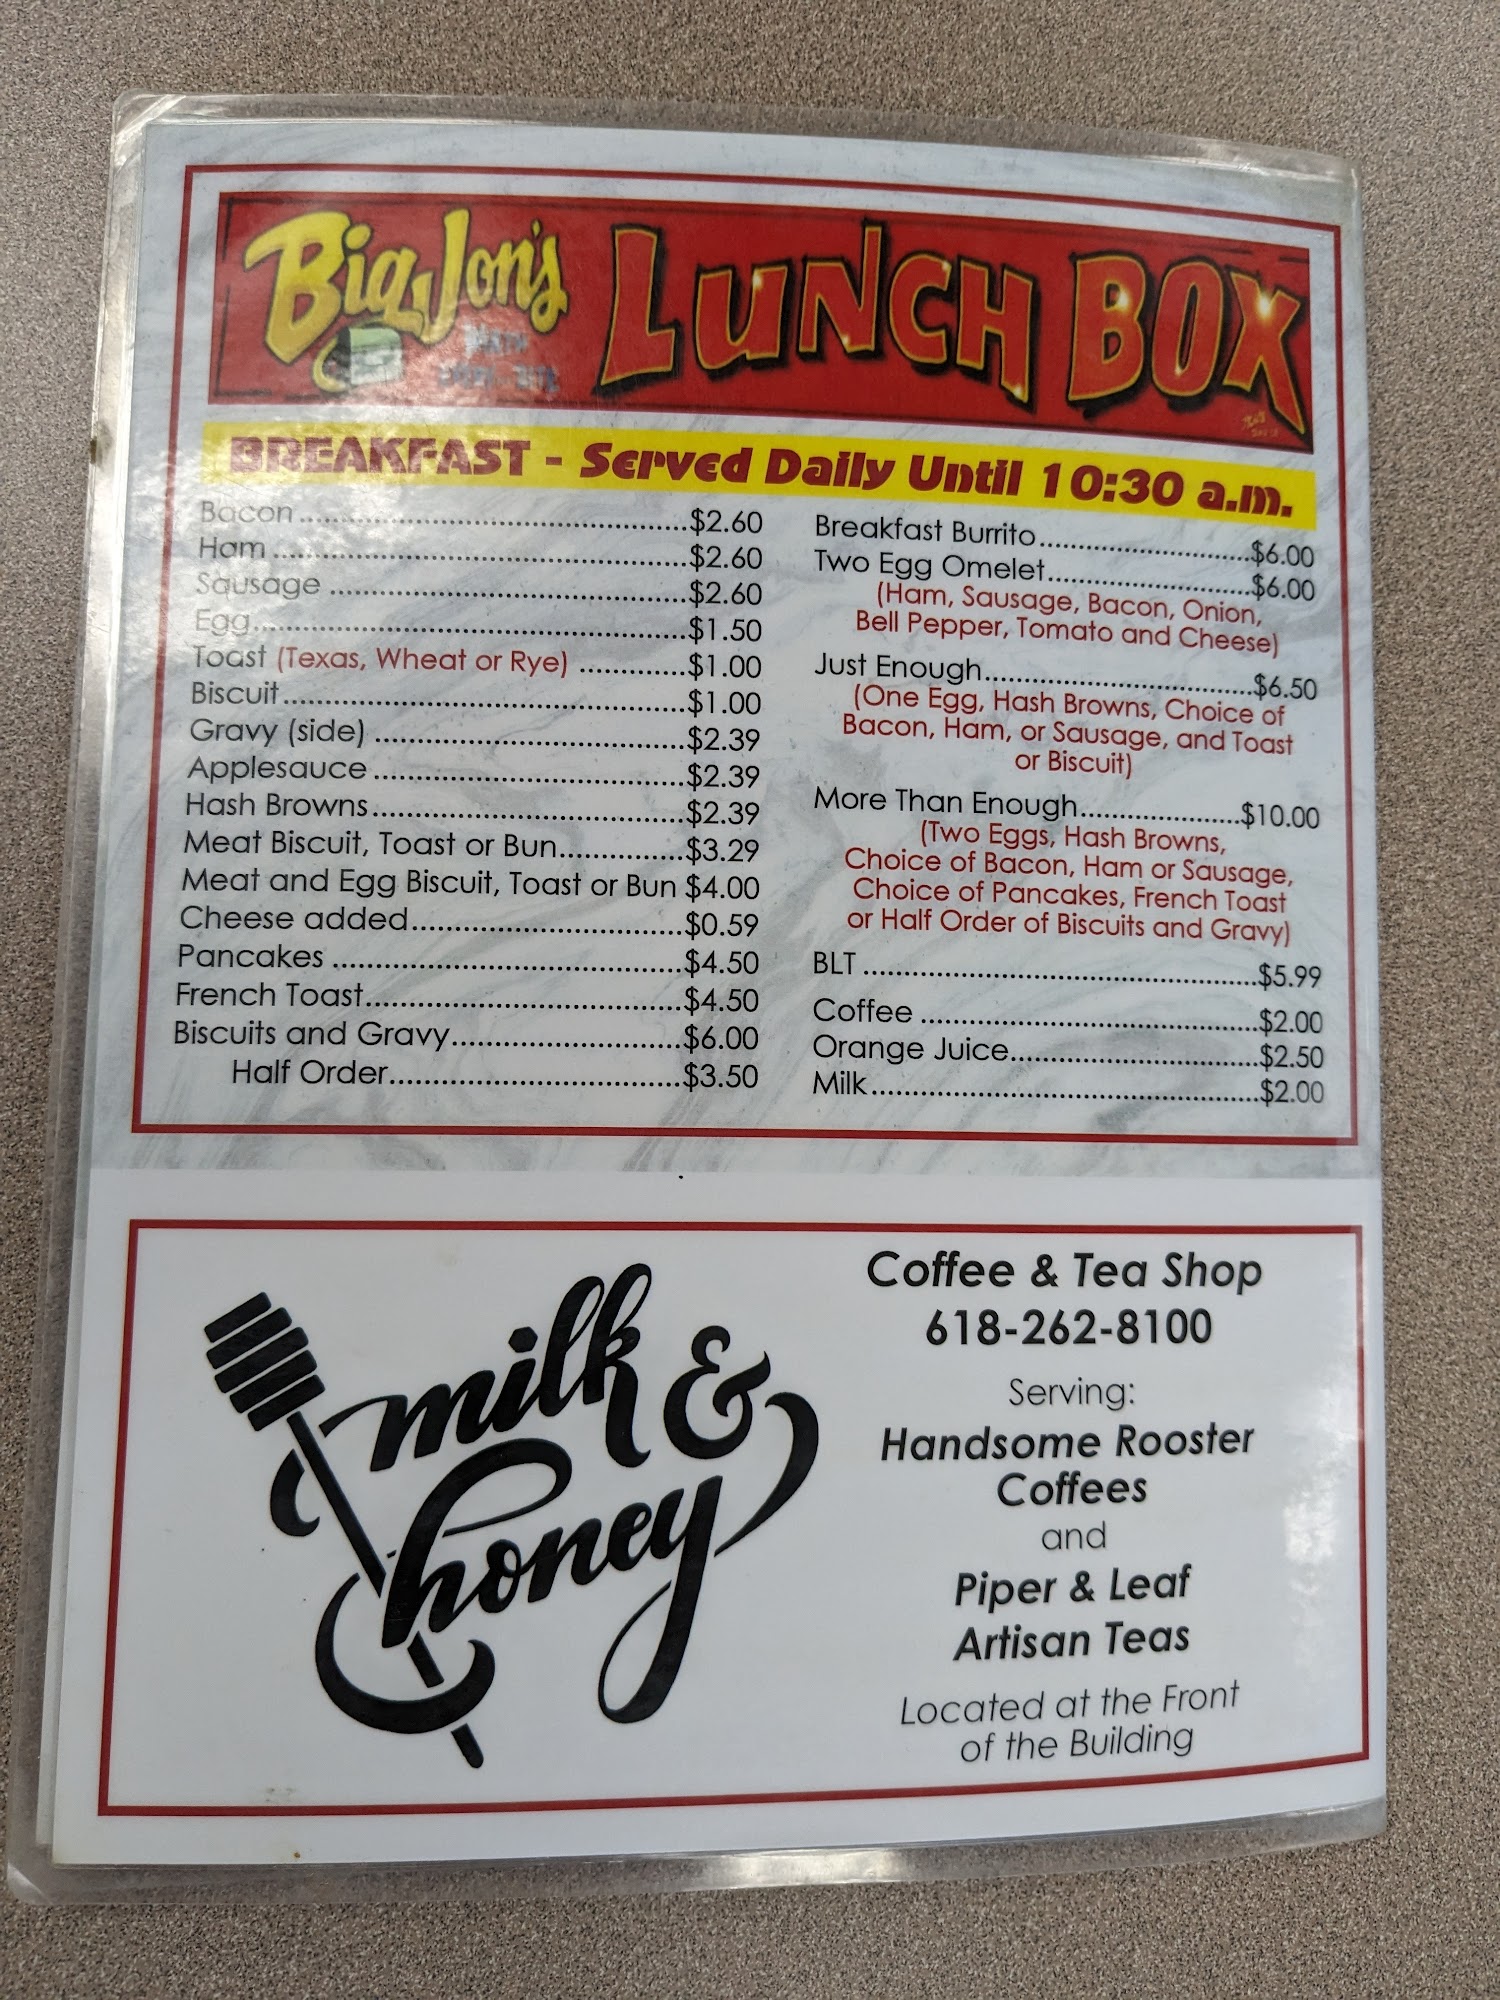 Big Jon's LUNCH BOX
BREAKFAST - Served Daily Until 10:30 a.m.
Bacon........................................$2.60
Ham........................................$2.60
Sausage........................................$2.60
Egg........................................$1.50
Toast (Texas, Wheat or Rye) ............$1.00
Biscuit........................................$1.00
Gravy (side) ..............................$2.39
Applesauce..............................$2.39
Hash Browns..............................$2.39
Meat Biscuit, Toast or Bun...............$3.29
Meat and Egg Biscuit, Toast or Bun $4.00
Cheese added..............................$0.59
Pancakes ..............................$4.50
French Toast..............................$4.50
Biscuits and Gravy.........................$6.00
Half Order..............................$3.50
Breakfast Burrito..............................$6.00
Two Egg Omelet..............................$6.00
(Ham, Sausage, Bacon, Onion,
Bell Pepper, Tomato and Cheese)
Just Enough..............................$6.50
(One Egg, Hash Browns, Choice of
Bacon, Ham, or Sausage, and Toast
or Biscuit)
More Than Enough....................$10.00
(Two Eggs, Hash Browns,
Choice of Bacon, Ham or Sausage,
Choice of Pancakes, French Toast
or Half Order of Biscuits and Gravy)
BLT ........................................$5.99
Coffee ........................................$2.00
Orange Juice..............................$2.50
Milk........................................$2.00
milk &
honey
Coffee & Tea Shop
618-262-8100
Serving:
Handsome Rooster
Coffees
and
Piper & Leaf
Artisan Teas
Located at the Front
of the Building